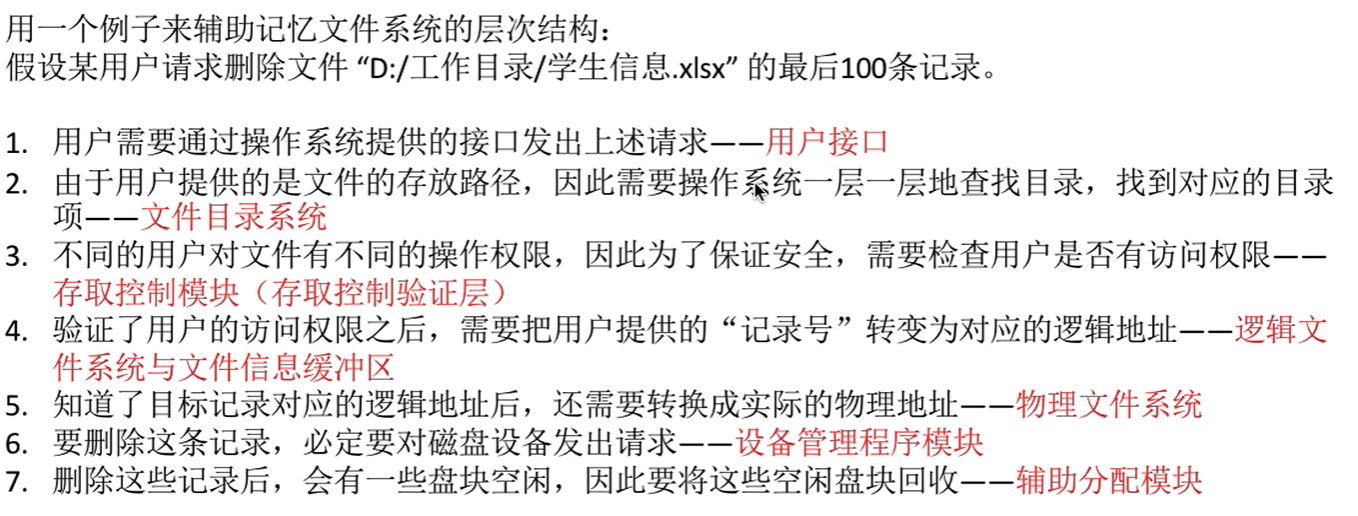 用一个例子来辅助记忆文件系统的层次结构：
假设某用户请求删除文件 “D:/工作目录/学生信息.xlsx” 的最后100条记录。
1. 用户需要通过操作系统提供的接口发出上述请求——用户接口
2. 由于用户提供的是文件的存放路径，因此需要操作系统一层一层地查找目录，找到对应的目录
项——文件目录系统
3. 不同的用户对文件有不同的操作权限，因此为了保证安全，需要检查用户是否有访问权限——
存取控制模块（存取控制验证层）
4. 验证了用户的访问权限之后，需要把用户提供的“记录号”转变为对应的逻辑地址——逻辑文
件系统与文件信息缓冲区
5. 知道了目标记录对应的逻辑地址后，还需要转换成实际的物理地址——物理文件系统
6. 要删除这条记录，必定要对磁盘设备发出请求——设备管理程序模块
7. 删除这些记录后，会有一些盘块空闲，因此要将这些空闲盘块回收——辅助分配模块